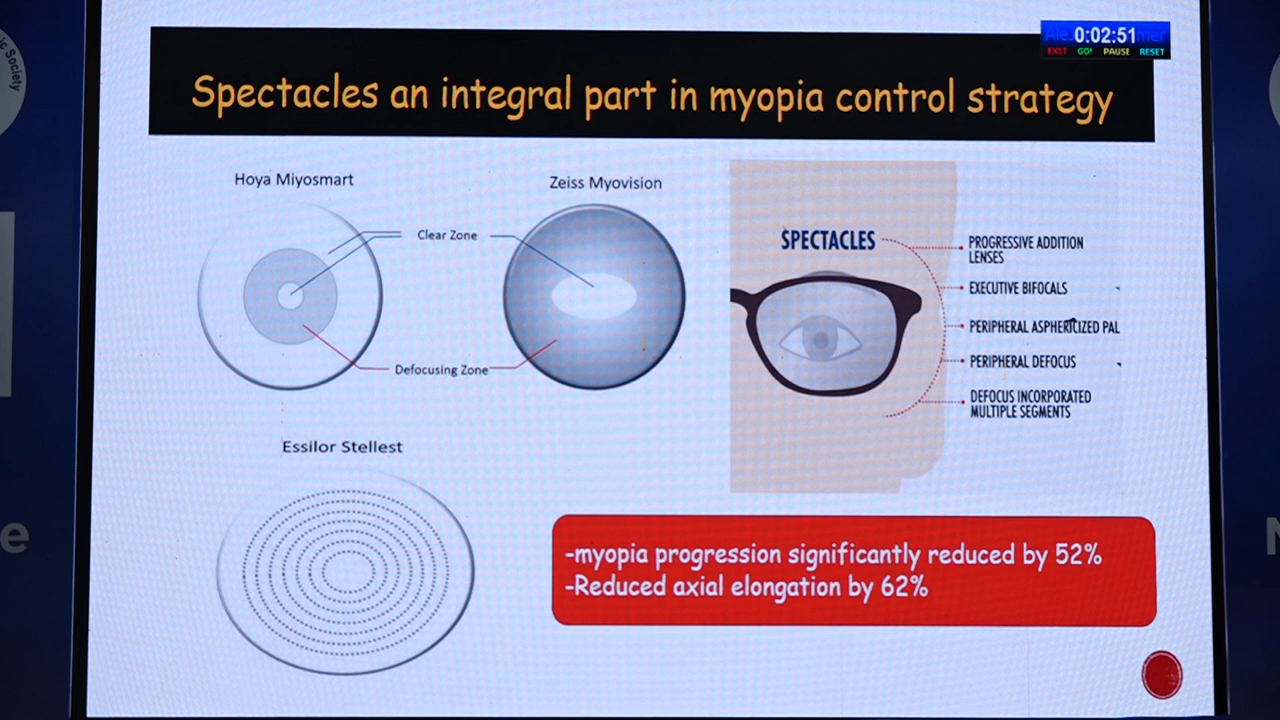 ic Society
0:02:51
EXIT GO! PAUSE RESET
Spectacles an integral part in myopia control strategy
Hoya Miyosmart
Zeiss Myovision
Clear Zone
Defocusing Zone
SPECTACLES
PROGRESSIVE ADDITION
LENSES
EXECUTIVE BIFOCALS
PERIPHERAL ASPHERICIZED PAL
PERIPHERAL DEFOCUS
DEFOCUS INCORPORATED
MULTIPLE SEGMENTS
Essilor Stellest
-myopia progression significantly reduced by 52%
-Reduced axial elongation by 62%
e